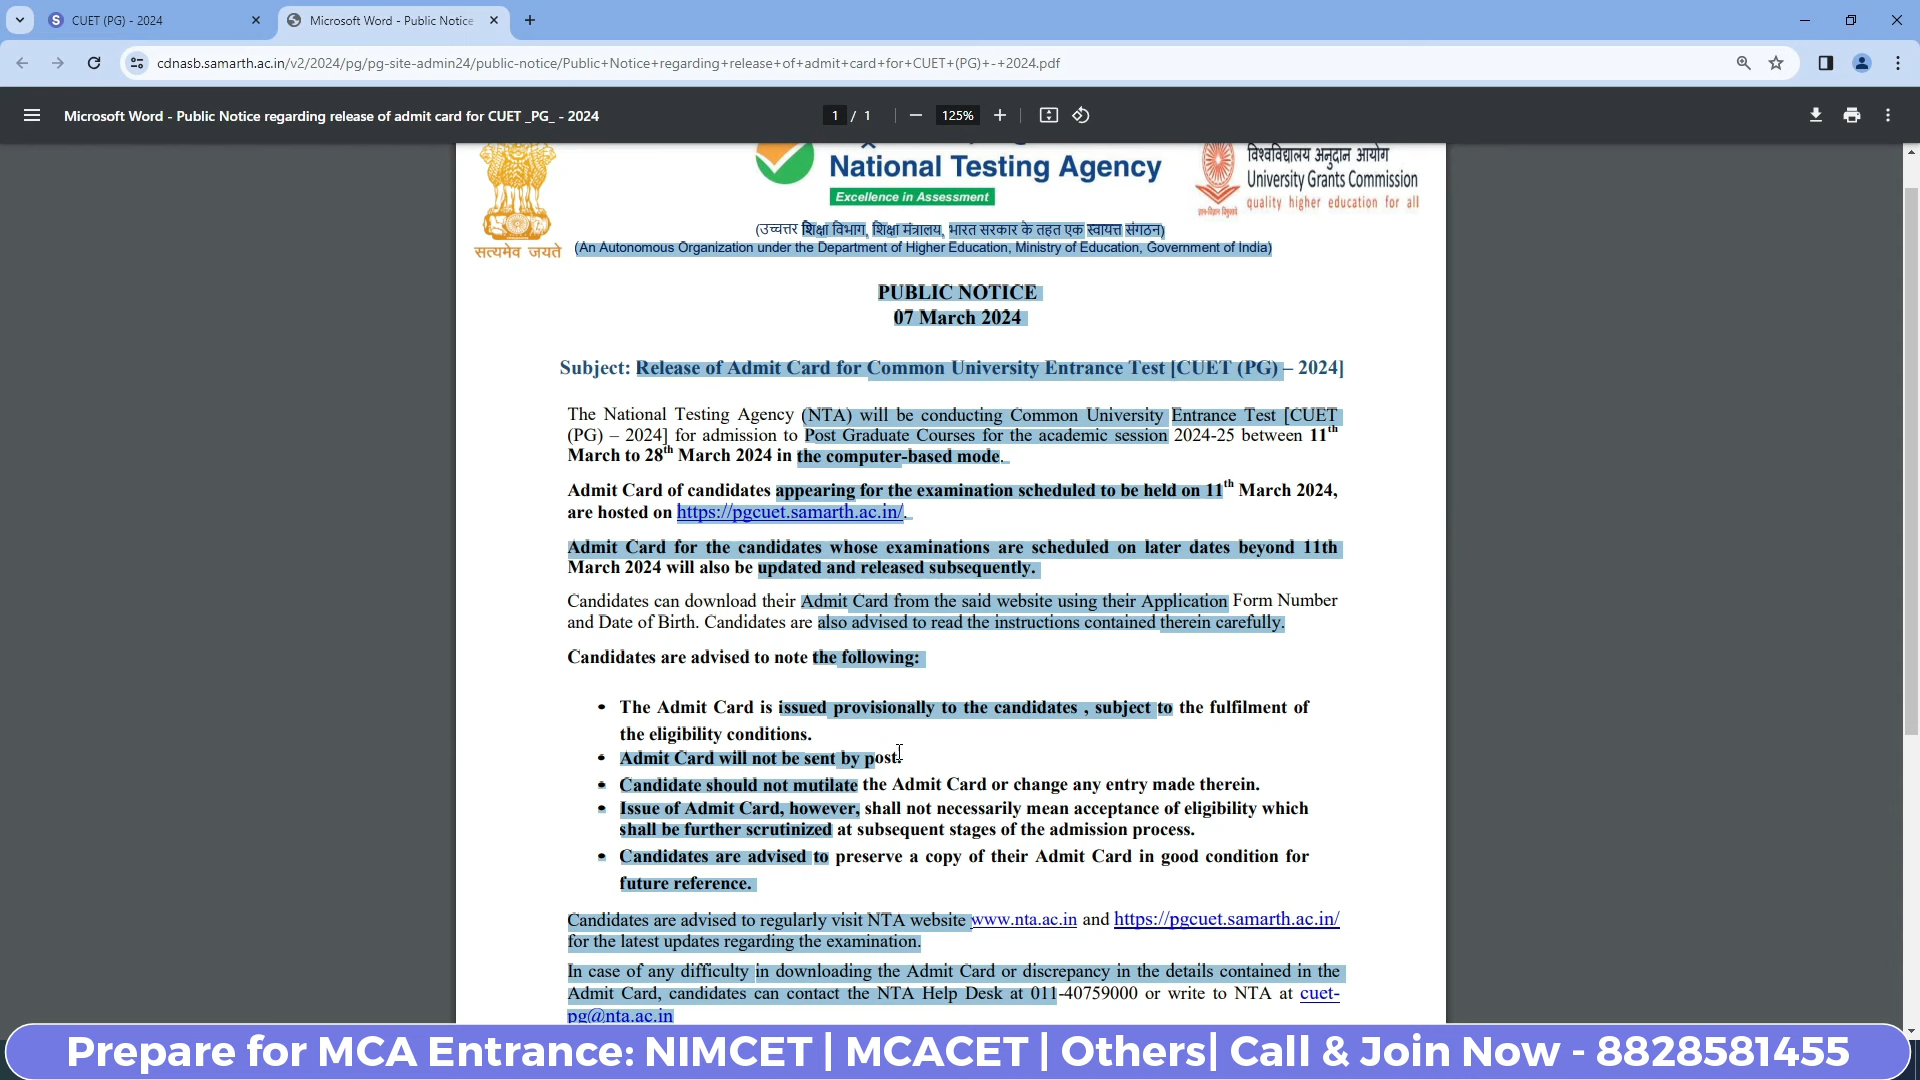 CUET (PG) - 2024
Microsoft Word - Public Notice
cdnasb.samarth.ac.in/v2/2024/pg/pg-site-admin24/public-notice/Public+Notice+regarding+release+of+admit+card+for+CUET+(PG)+-+2024.pdf
Microsoft Word - Public Notice regarding release of admit card for CUET _PG_ - 2024
1 / 1
125%
National Testing Agency
Excellence in Assessment
विश्वविद्यालय अनुदान आयोग
University Grants Commission
quality higher education for all
ज्ञान-विज्ञान विमुक्तये
सत्यमेव जयते
(उच्चत्तर शिक्षा विभाग, शिक्षा मंत्रालय, भारत सरकार के तहत एक स्वायत्त संगठन)
(An Autonomous Organization under the Department of Higher Education, Ministry of Education, Government of India)
PUBLIC NOTICE
07 March 2024
Subject: Release of Admit Card for Common University Entrance Test [CUET (PG) – 2024]
The National Testing Agency (NTA) will be conducting Common University Entrance Test [CUET
(PG) – 2024] for admission to Post Graduate Courses for the academic session 2024-25 between 11th
March to 28th March 2024 in the computer-based mode.
Admit Card of candidates appearing for the examination scheduled to be held on 11th March 2024,
are hosted on https://pgcuet.samarth.ac.in/.
Admit Card for the candidates whose examinations are scheduled on later dates beyond 11th
March 2024 will also be updated and released subsequently.
Candidates can download their Admit Card from the said website using their Application Form Number
and Date of Birth. Candidates are also advised to read the instructions contained therein carefully.
Candidates are advised to note the following:
• The Admit Card is issued provisionally to the candidates , subject to the fulfilment of
the eligibility conditions.
• Admit Card will not be sent by post.
• Candidate should not mutilate the Admit Card or change any entry made therein.
• Issue of Admit Card, however, shall not necessarily mean acceptance of eligibility which
shall be further scrutinized at subsequent stages of the admission process.
• Candidates are advised to preserve a copy of their Admit Card in good condition for
future reference.
Candidates are advised to regularly visit NTA website www.nta.ac.in and https://pgcuet.samarth.ac.in/
for the latest updates regarding the examination.
In case of any difficulty in downloading the Admit Card or discrepancy in the details contained in the
Admit Card, candidates can contact the NTA Help Desk at 011-40759000 or write to NTA at cuet-
pg@nta.ac.in
Prepare for MCA Entrance: NIMCET | MCACET | Others| Call & Join Now - 8828581455